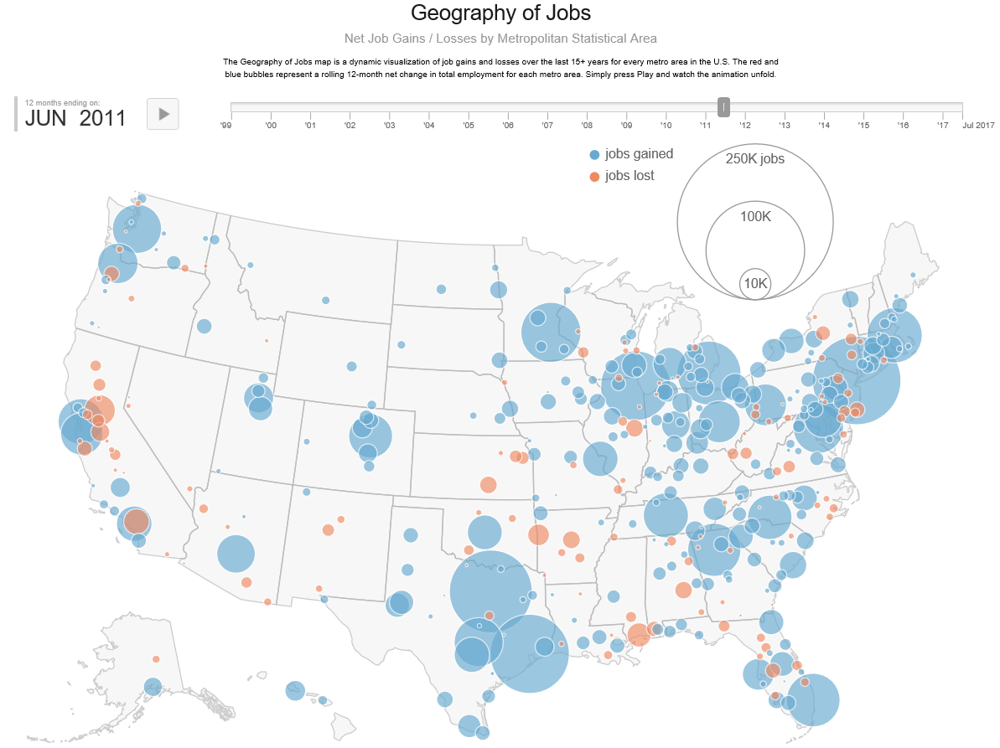 Geography of Jobs
Net Job Gains / Losses by Metropolitan Statistical Area
The Geography of Jobs map is a dynamic visualization of job gains and losses over the last 15+ years for every metro area in the U.S. The red and
blue bubbles represent a rolling 12-month net change in total employment for each metro area. Simply press Play and watch the animation unfold.
12 months ending on:
JUN 2011
'99 '00 '01 '02 '03 '04 '05 '06 '07 '08 '09 '10 '11 '12 '13 '14 '15 '16 '17 Jul 2017
jobs gained
jobs lost
250K jobs
100K
10K